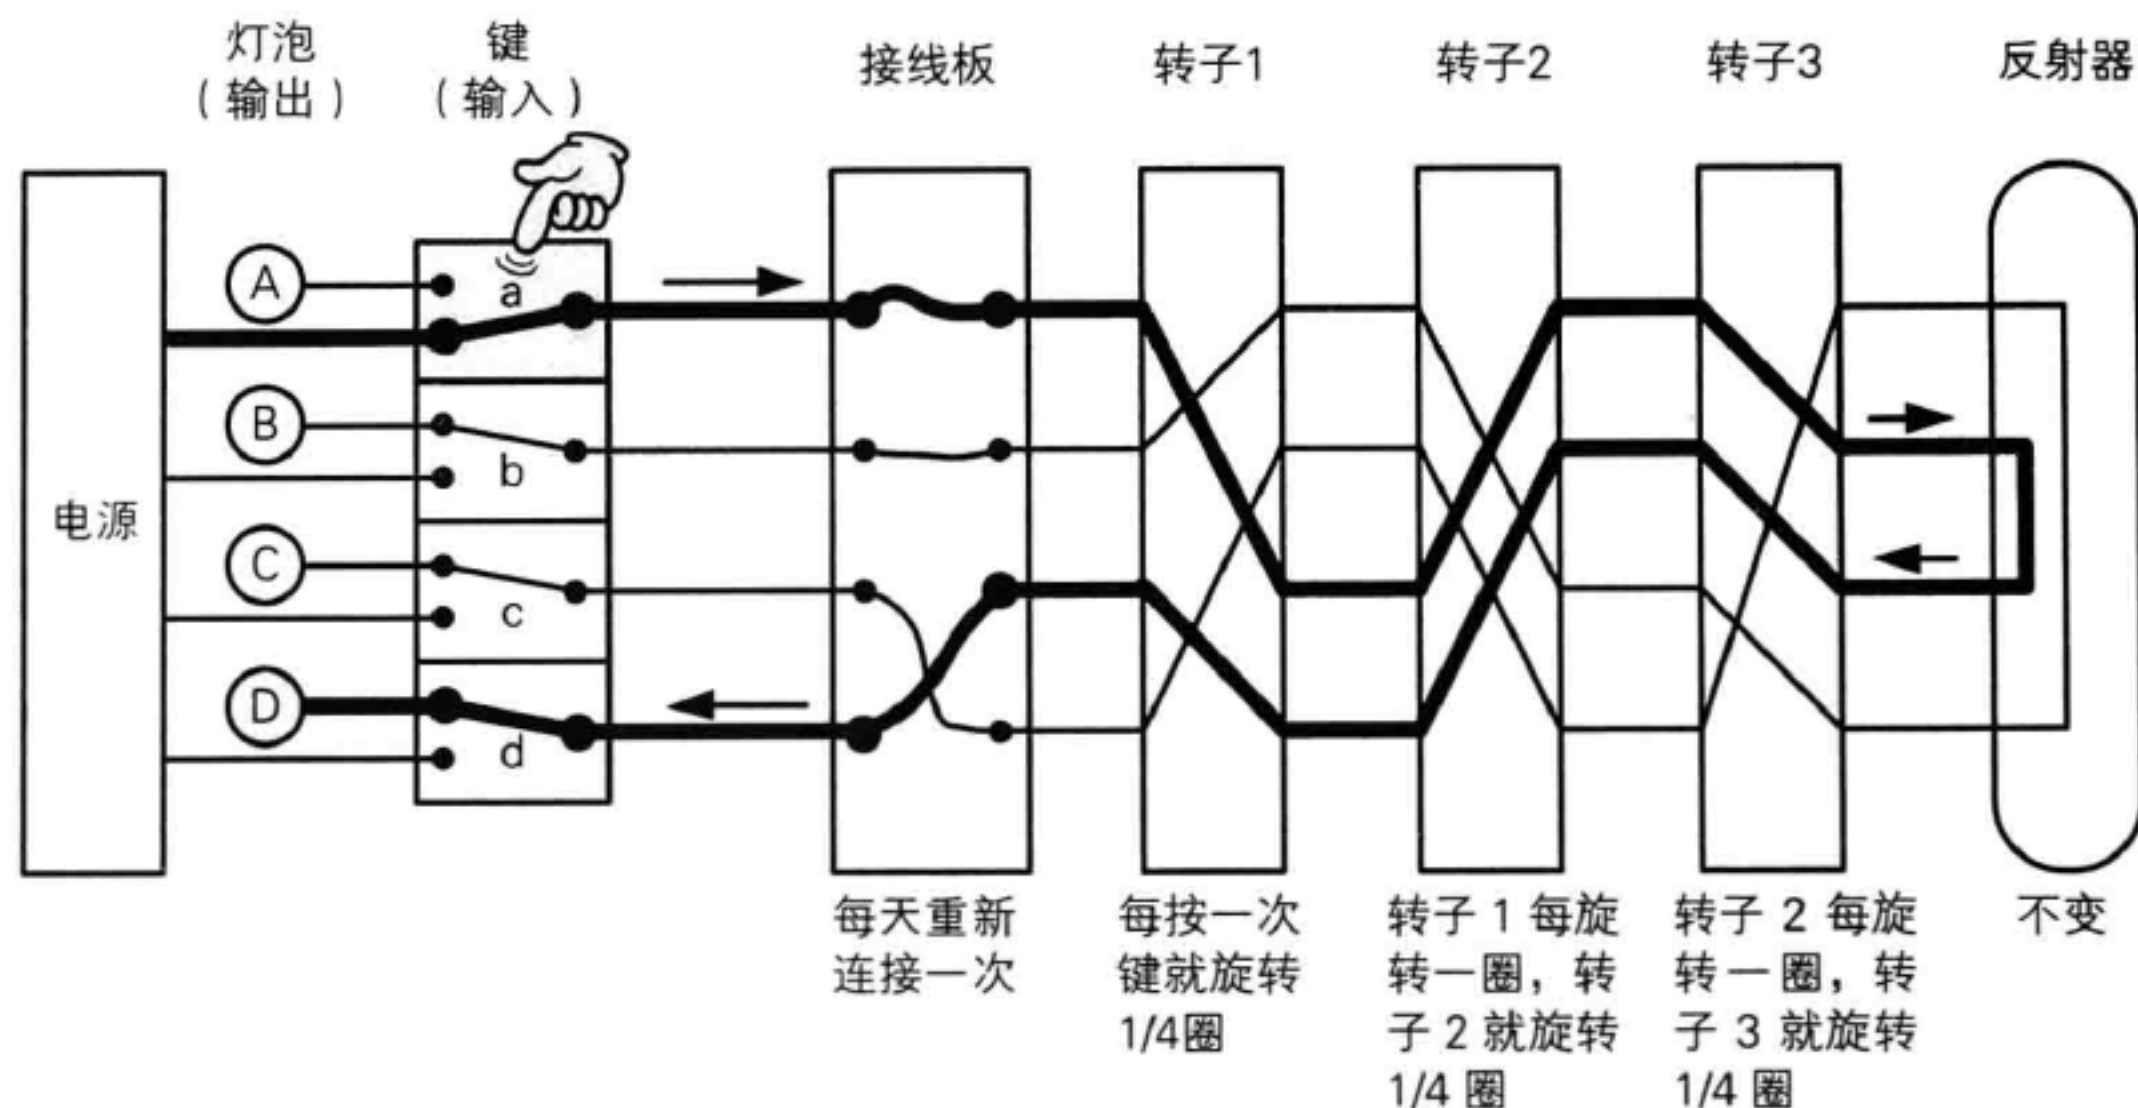 灯泡
（输出）
键
（输入）
接线板
转子1
转子2
转子3
反射器
电源
A
B
C
D
a
b
c
d
每天重新
连接一次
每按一次
键就旋转
1/4圈
转子 1 每旋
转一圈，转
子 2 就旋转
1/4 圈
转子 2 每旋
转一圈，转
子 3 就旋转
1/4 圈
不变